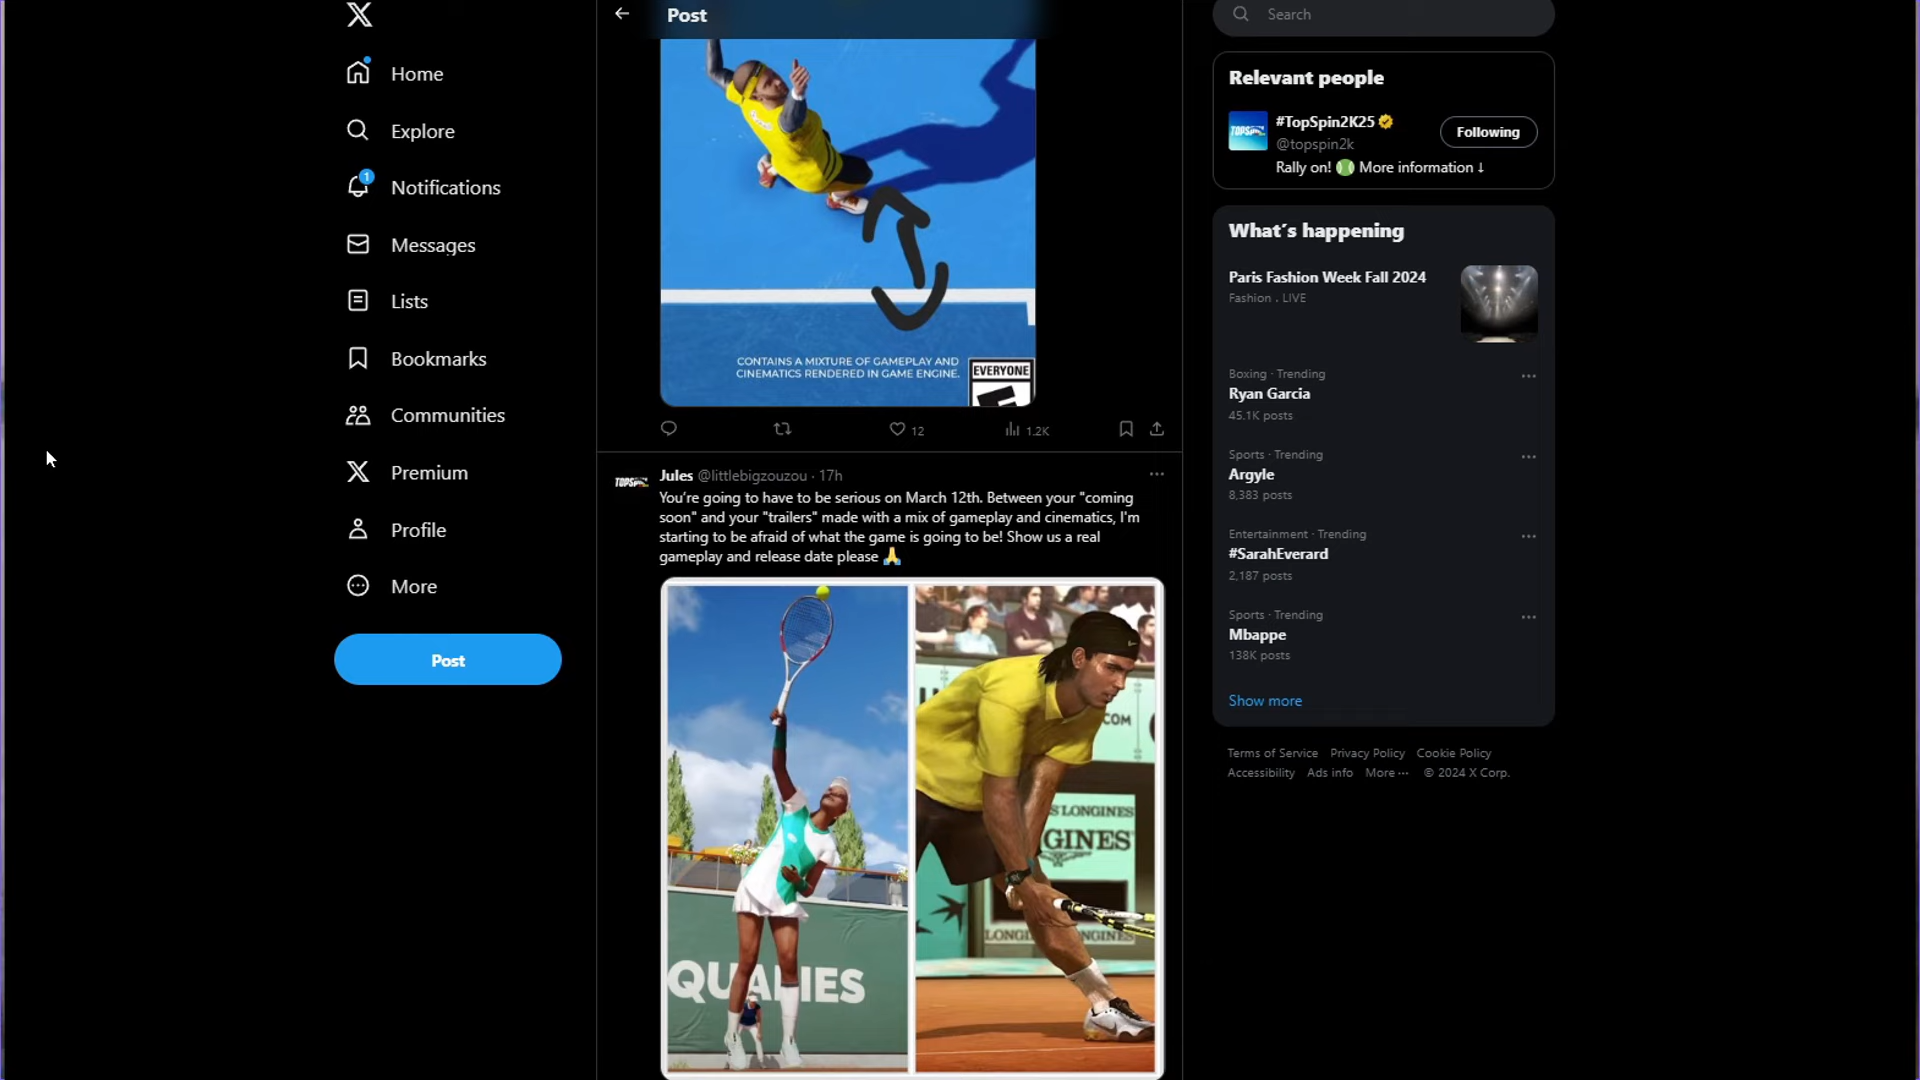 Home
Explore
1
Notifications
Messages
Lists
Bookmarks
Communities
Premium
Profile
More
Post
Post
CONTAINS A MIXTURE OF GAMEPLAY AND
CINEMATICS RENDERED IN GAME ENGINE.
EVERYONE
12
1.2K
TOPSPIN
Jules @littlebigzouzou · 17h
You're going to have to be serious on March 12th. Between your "coming
soon" and your "trailers" made with a mix of gameplay and cinematics, I'm
starting to be afraid of what the game is going to be! Show us a real
gameplay and release date please 🙏
QUALIES
.COM
S LONGINES
GINES
LONGI
NGINES
Search
Relevant people
TOPSPIN
#TopSpin2K25
@topspin2k
Following
Rally on! 🎾 More information ↓
What's happening
Paris Fashion Week Fall 2024
Fashion . LIVE
Boxing · Trending
Ryan Garcia
45.1K posts
Sports · Trending
Argyle
8,383 posts
Entertainment · Trending
#SarahEverard
2,187 posts
Sports · Trending
Mbappe
138K posts
Show more
Terms of Service Privacy Policy Cookie Policy
Accessibility Ads info More ··· © 2024 X Corp.